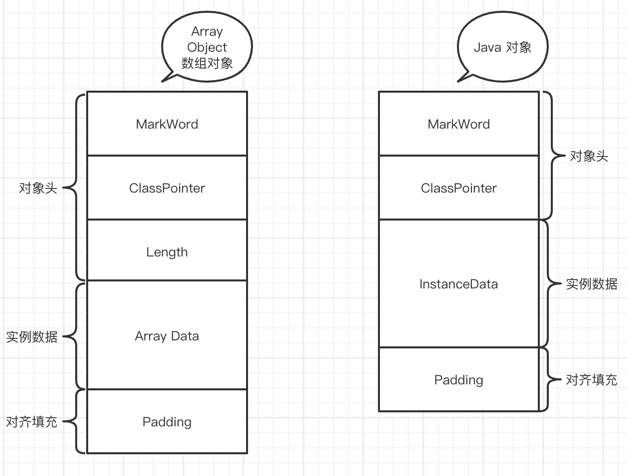 Array
Object
数组对象
MarkWord
ClassPointer
Length
Array Data
Padding
对象头
实例数据
对齐填充
Java 对象
MarkWord
ClassPointer
InstanceData
Padding
对象头
实例数据
对齐填充